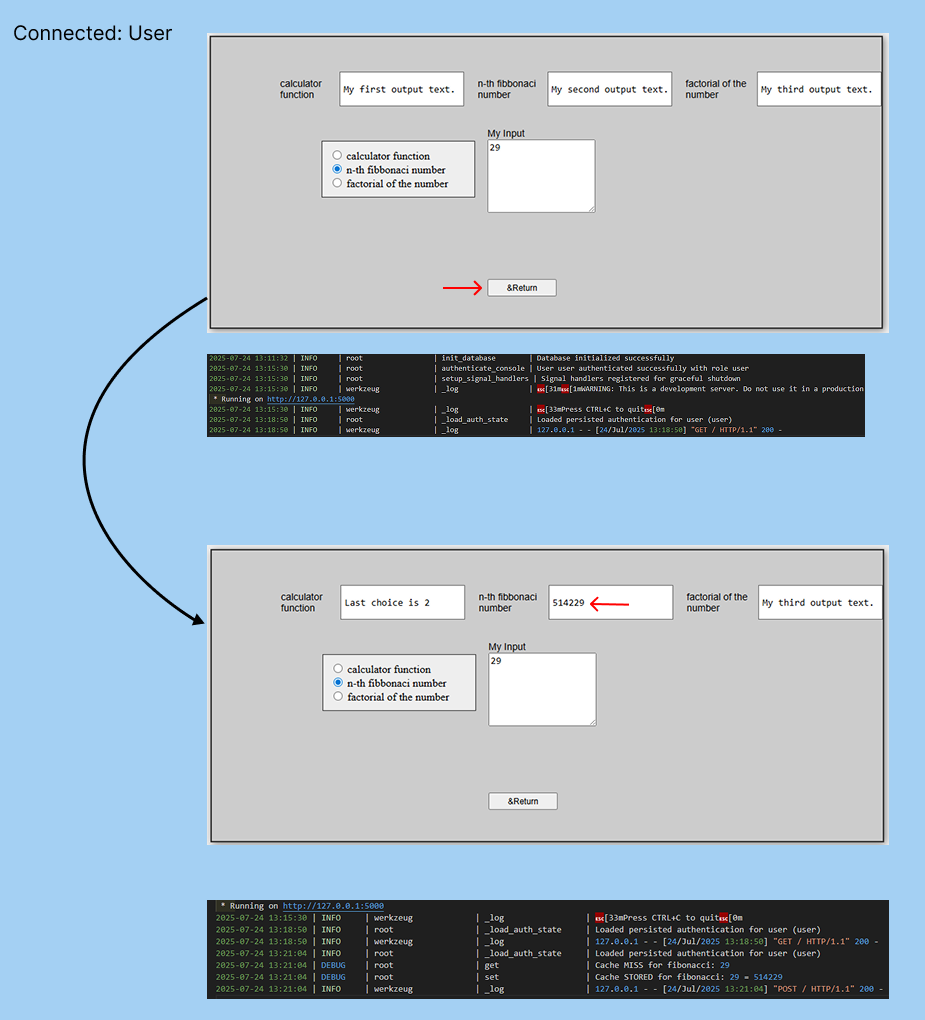 Connected: User
calculator function
My first output text.
n-th fibbonaci number
My second output text.
factorial of the number
My third output text.
calculator function
n-th fibbonaci number
factorial of the number
My Input
29
&Return
2025-07-24 13:11:32 | INFO | root | init_database | Database initialized successfully
2025-07-24 13:15:30 | INFO | root | authenticate_console | User user authenticated successfully with role user
2025-07-24 13:15:30 | INFO | root | setup_signal_handlers | Signal handlers registered for graceful shutdown
2025-07-24 13:15:30 | INFO | werkzeug | _log | ESC[31mESC[1mWARNING: This is a development server. Do not use it in a production
* Running on http://127.0.0.1:5000
2025-07-24 13:15:30 | INFO | werkzeug | _log | ESC[33mPress CTRL+C to quitESC[0m
2025-07-24 13:18:50 | INFO | root | _load_auth_state | Loaded persisted authentication for user (user)
2025-07-24 13:18:50 | INFO | werkzeug | _log | 127.0.0.1 - - [24/Jul/2025 13:18:50] "GET / HTTP/1.1" 200 -
calculator function
Last choice is 2
n-th fibbonaci number
514229
factorial of the number
My third output text.
calculator function
n-th fibbonaci number
factorial of the number
My Input
29
&Return
* Running on http://127.0.0.1:5000
2025-07-24 13:15:30 | INFO | werkzeug | _log | ESC[33mPress CTRL+C to quitESC[0m
2025-07-24 13:18:50 | INFO | root | _load_auth_state | Loaded persisted authentication for user (user)
2025-07-24 13:18:50 | INFO | werkzeug | _log | 127.0.0.1 - - [24/Jul/2025 13:18:50] "GET / HTTP/1.1" 200 -
2025-07-24 13:21:04 | INFO | root | _load_auth_state | Loaded persisted authentication for user (user)
2025-07-24 13:21:04 | DEBUG | root | get | Cache MISS for fibonacci: 29
2025-07-24 13:21:04 | DEBUG | root | set | Cache STORED for fibonacci: 29 = 514229
2025-07-24 13:21:04 | INFO | werkzeug | _log | 127.0.0.1 - - [24/Jul/2025 13:21:04] "POST / HTTP/1.1" 200 -